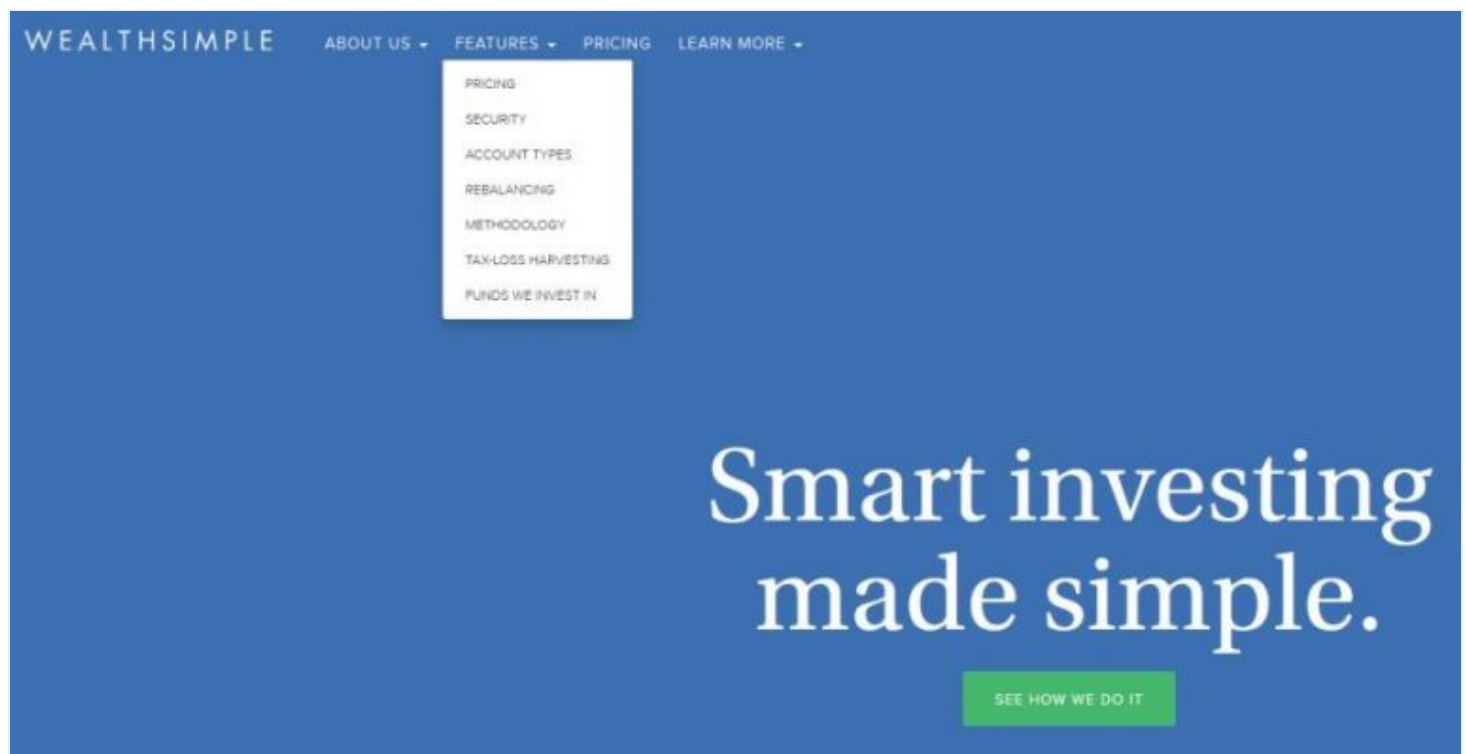 WEALTHSIMPLE ABOUT US FEATURES PRICING LEARN MORE
PRICING
SECURITY
ACCOUNT TYPES
REBALANCING
METHODOLOGY
TAX-LOSS HARVESTING
FUNDS WE INVEST IN
Smart investing
made simple.
SEE HOW WE DO IT